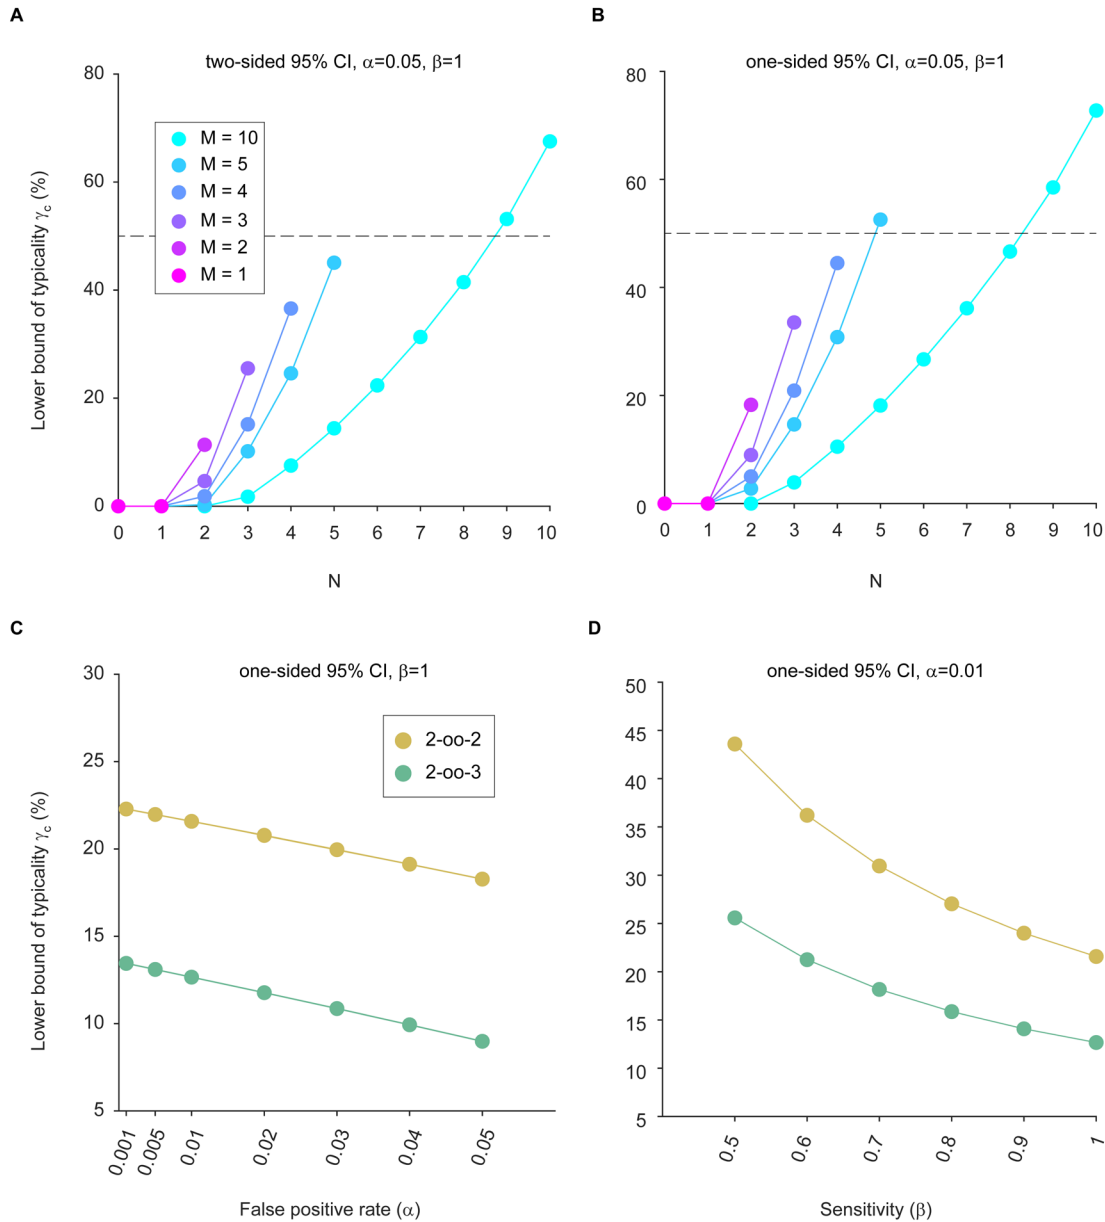 A
two-sided 95% CI, α=0.05, β=1
80
60
40
20
0
Lower bound of typicality γc (%)
M = 10
M = 5
M = 4
M = 3
M = 2
M = 1
0 1 2 3 4 5 6 7 8 9 10
N
B
one-sided 95% CI, α=0.05, β=1
80
60
40
20
0
0 1 2 3 4 5 6 7 8 9 10
N
C
one-sided 95% CI, β=1
30
25
20
15
10
5
Lower bound of typicality γc (%)
2-oo-2
2-oo-3
0.001 0.005 0.01 0.02 0.03 0.04 0.05
False positive rate (α)
D
one-sided 95% CI, α=0.01
50
45
40
35
30
25
20
15
10
5
0.5 0.6 0.7 0.8 0.9 1
Sensitivity (β)